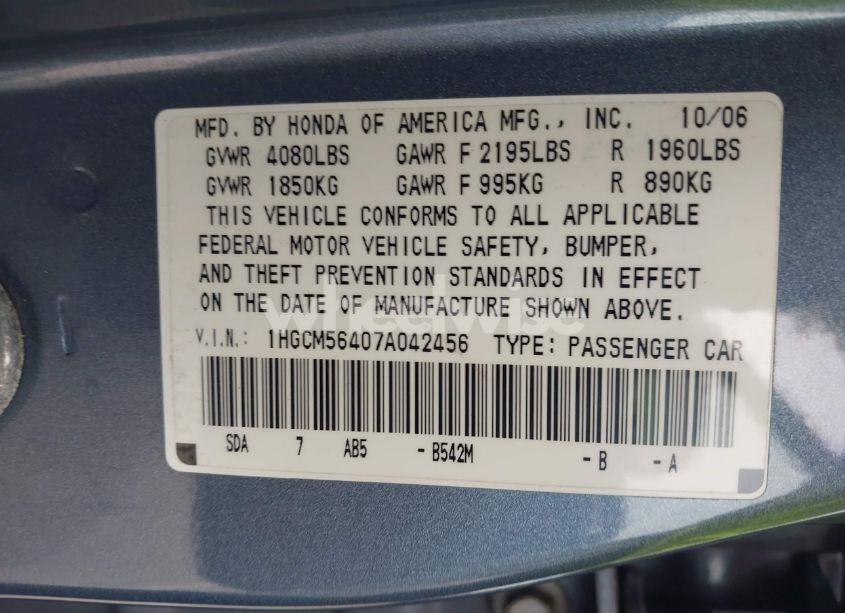 MFD. BY HONDA OF AMERICA MFG., INC. 10/06
GVWR 4080LBS GAWR F 2195LBS R 1960LBS
GVWR 1850KG GAWR F 995KG R 890KG
THIS VEHICLE CONFORMS TO ALL APPLICABLE
FEDERAL MOTOR VEHICLE SAFETY, BUMPER,
AND THEFT PREVENTION STANDARDS IN EFFECT
ON THE DATE OF MANUFACTURE SHOWN ABOVE.
wheelwise
V.I.N.: 1HGCM56407A042456 TYPE: PASSENGER CAR
SDA 7 AB5 - B542M - B - A